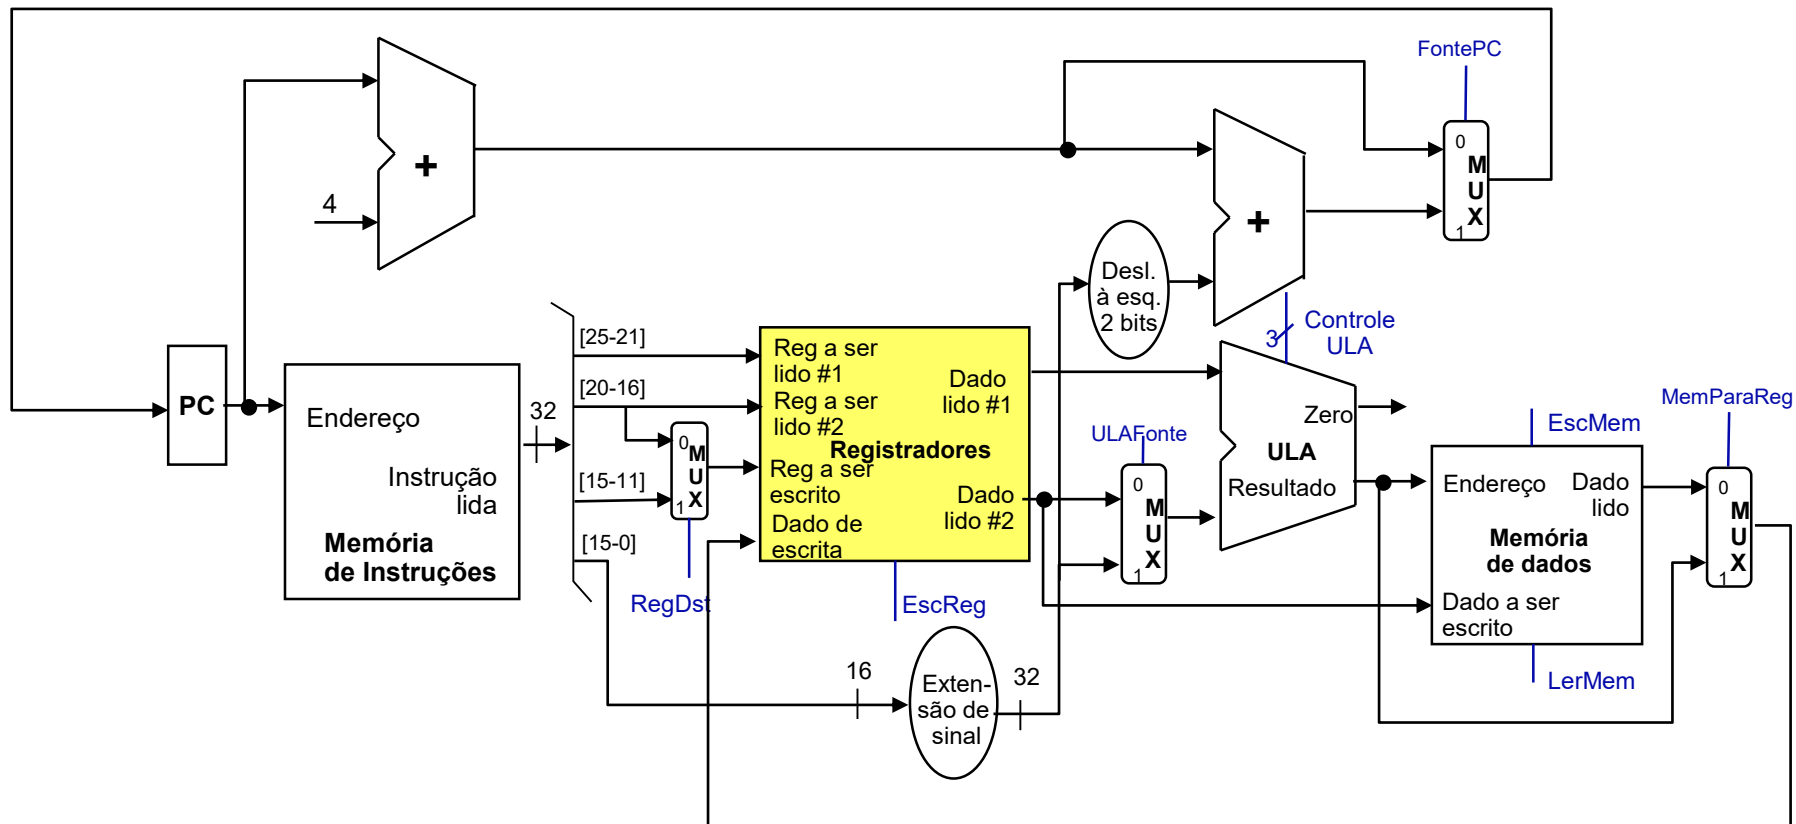 FontePC
0
M
U
X
1
+
4
+
Desl.
à esq.
2 bits
3
Controle
ULA
PC
Endereço
Instrução
lida
Memória
de Instruções
32
[25-21]
[20-16]
[15-11]
[15-0]
0
M
U
X
1
RegDst
Reg a ser
lido #1
Reg a ser
lido #2
Registradores
Reg a ser
escrito
Dado de
escrita
Dado
lido #1
Dado
lido #2
EscReg
ULAFonte
0
M
U
X
1
Zero
ULA
Resultado
EscMem
Endereço
Dado
lido
Memória
de dados
Dado a ser
escrito
LerMem
MemParaReg
0
M
U
X
1
16
Exten-
são de
sinal
32